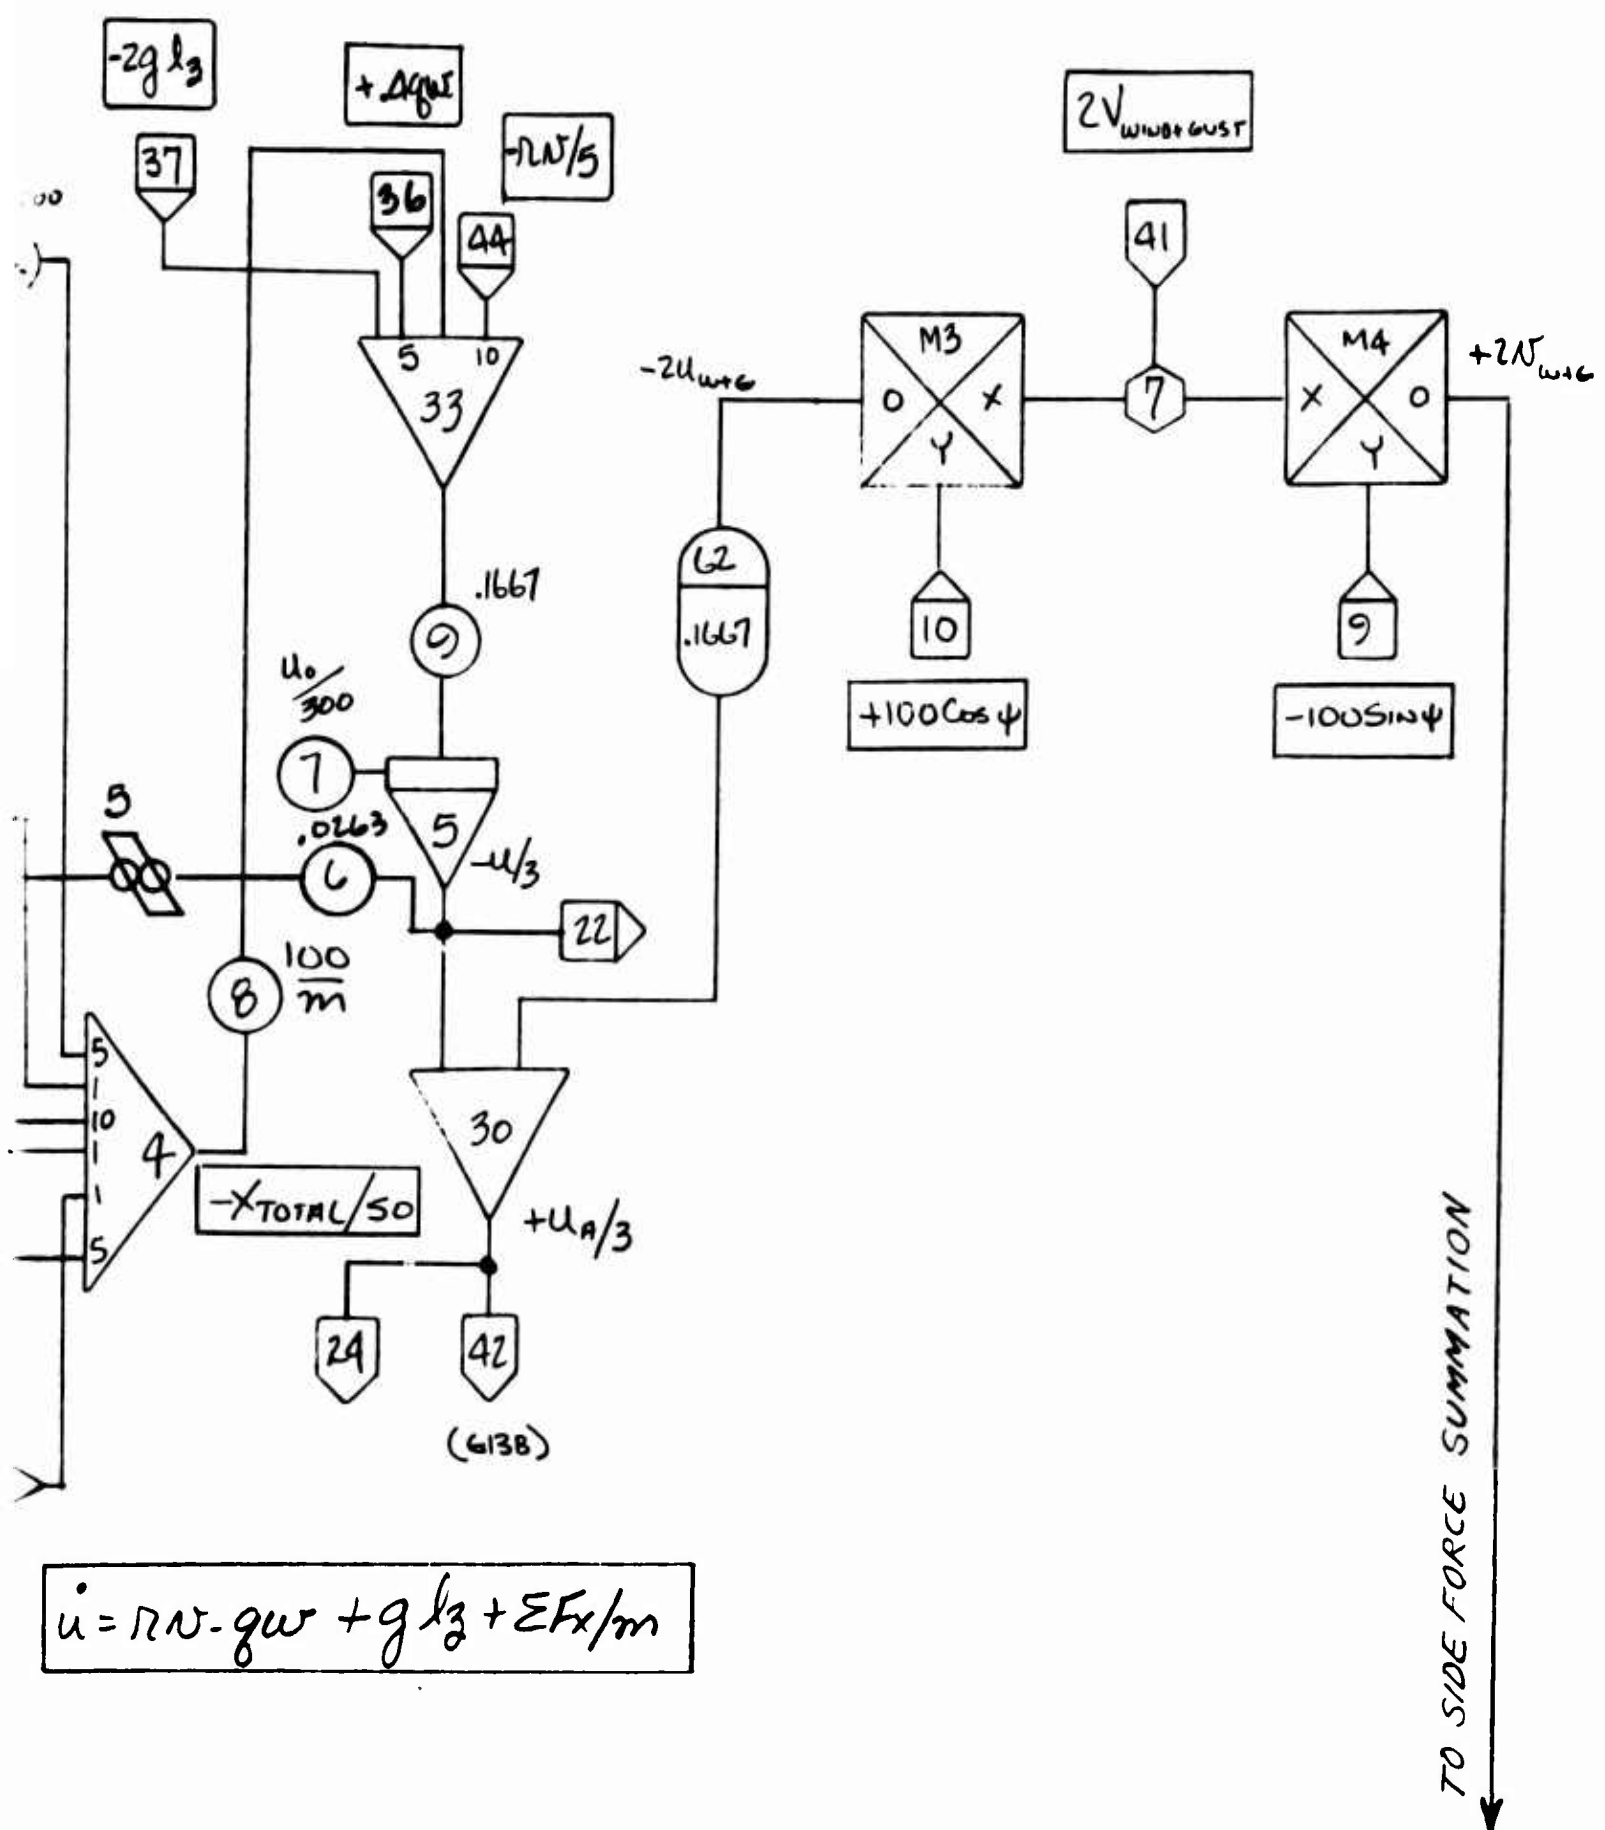 -2g l₃
37
+.4qw
36
-rv/5
44
2V WIND+GUST
41
5 10
33
-2u w+G
M3
O X
Y
7
M4
X O
Y
+2v w+G
.1667
9
62
.1667
10
+100 Cos ψ
9
-100 SIN ψ
u₀/300
7
5
-u/3
5
.0263
6
22
8
100/m
5
1
10
1
1
5
4
-X TOTAL/50
30
+u A/3
24
42
(613B)
u̇ = rv - qw + g l₃ + ΣFx/m
TO SIDE FORCE SUMMATION